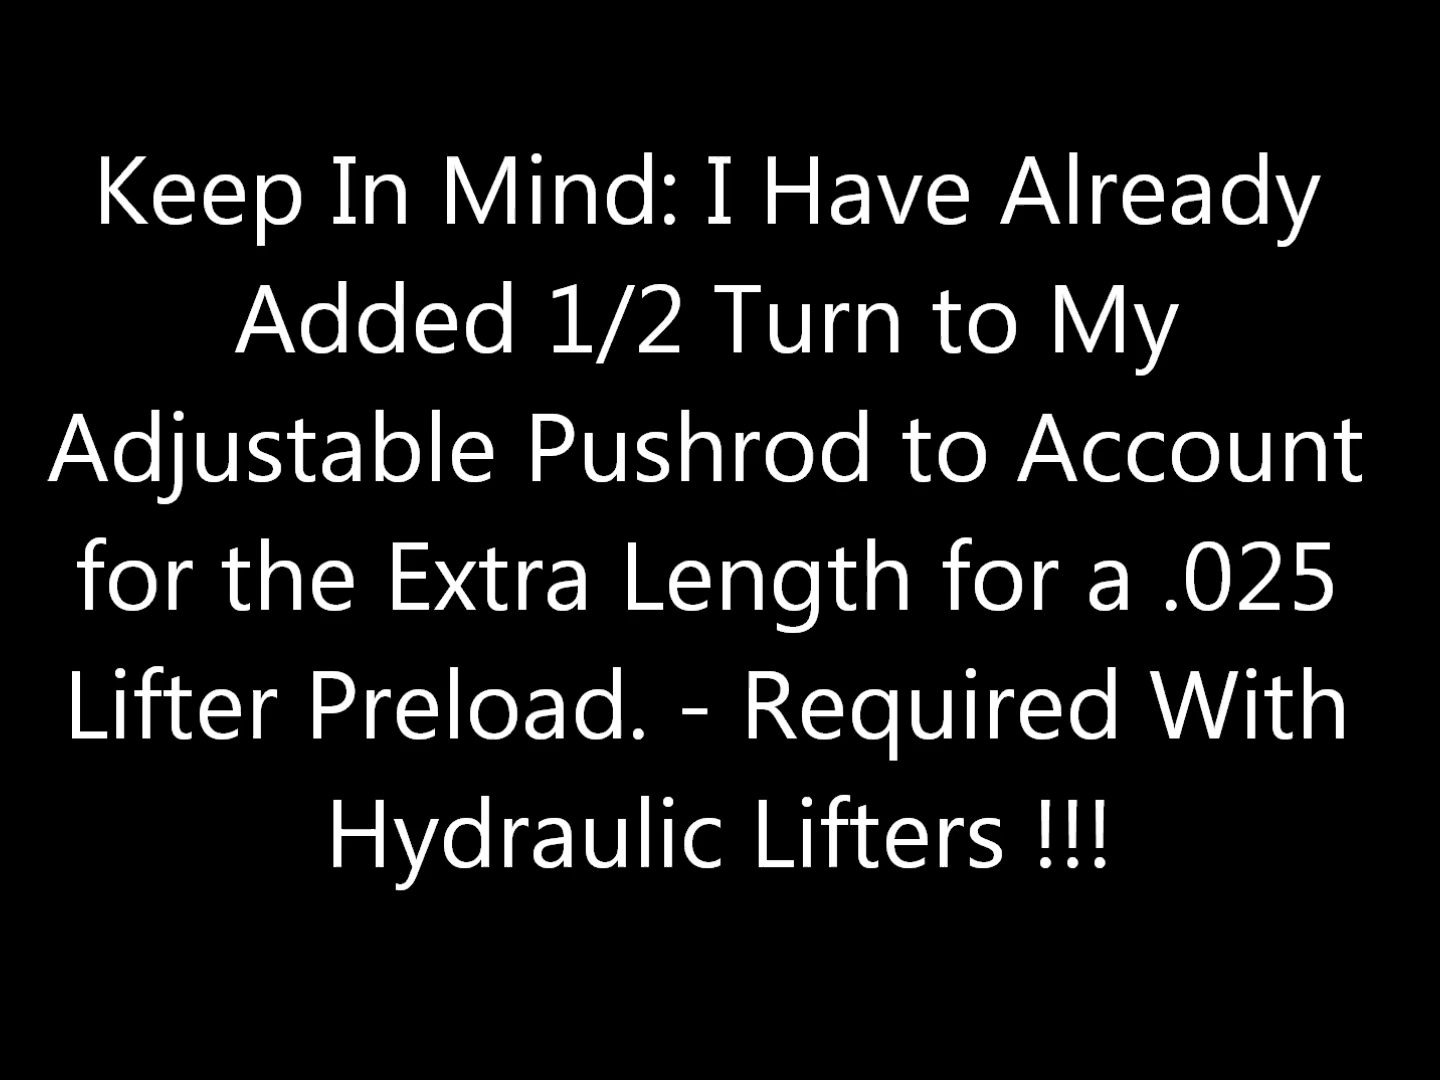 Keep In Mind: I Have Already
Added 1/2 Turn to My
Adjustable Pushrod to Account
for the Extra Length for a .025
Lifter Preload. - Required With
Hydraulic Lifters !!!